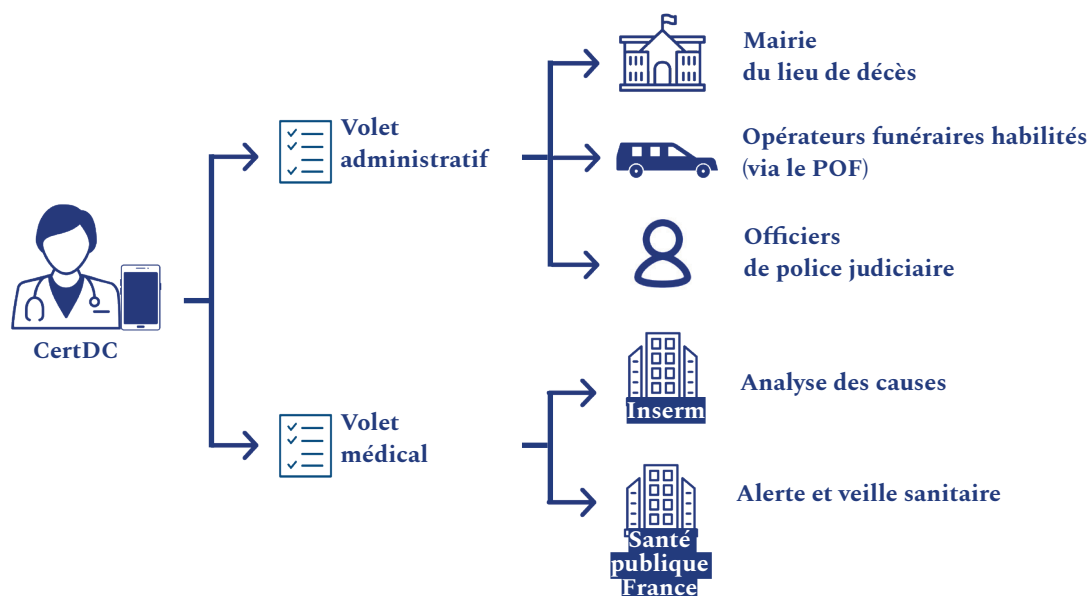 CertDC
Volet
administratif
Mairie
du lieu de décès
Opérateurs funéraires habilités
(via le POF)
Officiers
de police judiciaire
Volet
médical
Inserm
Analyse des causes
Santé
publique
France
Alerte et veille sanitaire